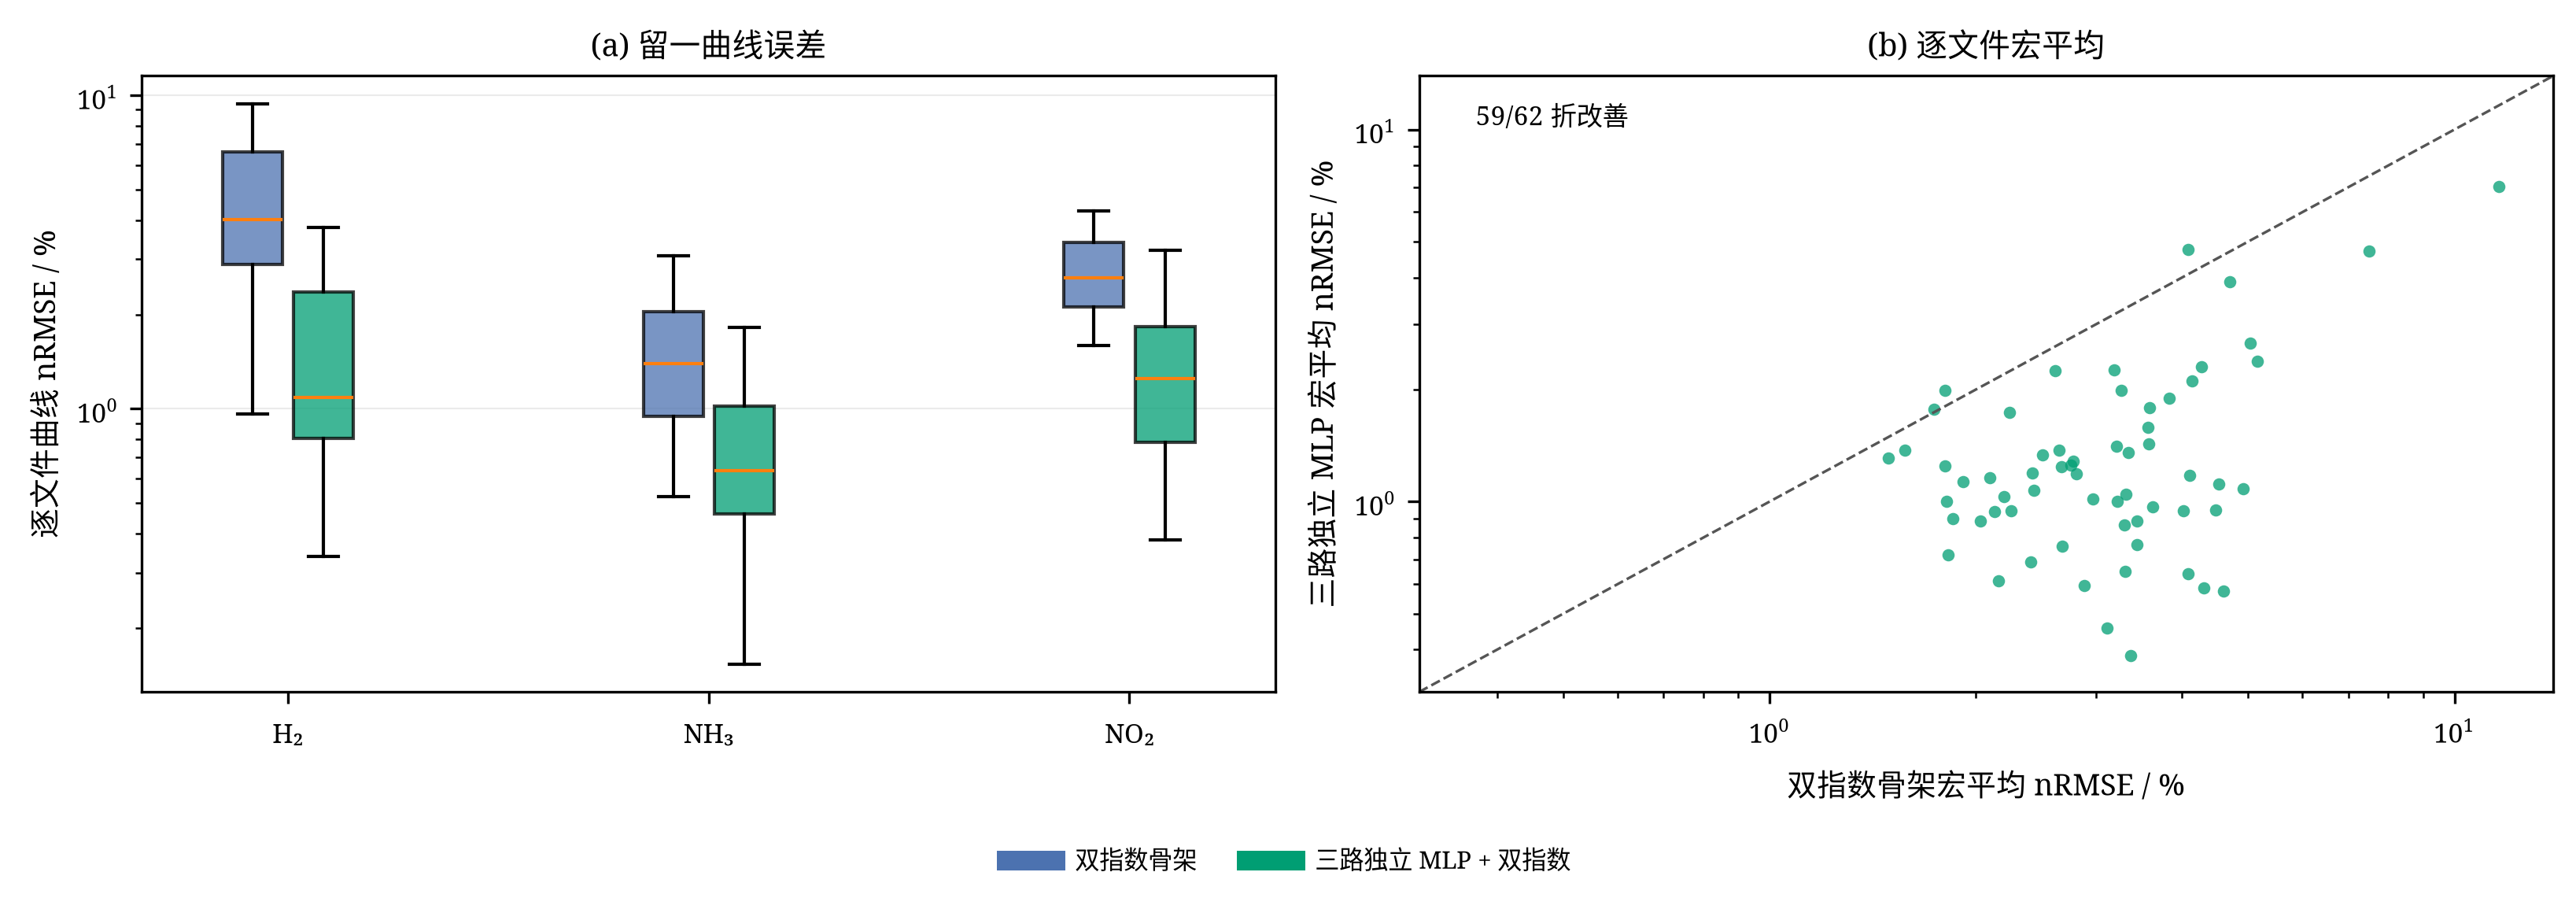 (a) 留一曲线误差
逐文件曲线 nRMSE / %
10¹
10⁰
H₂
NH₃
NO₂
(b) 逐文件宏平均
59/62 折改善
三路独立 MLP 宏平均 nRMSE / %
10¹
10⁰
10⁰
10¹
双指数骨架宏平均 nRMSE / %
双指数骨架
三路独立 MLP + 双指数